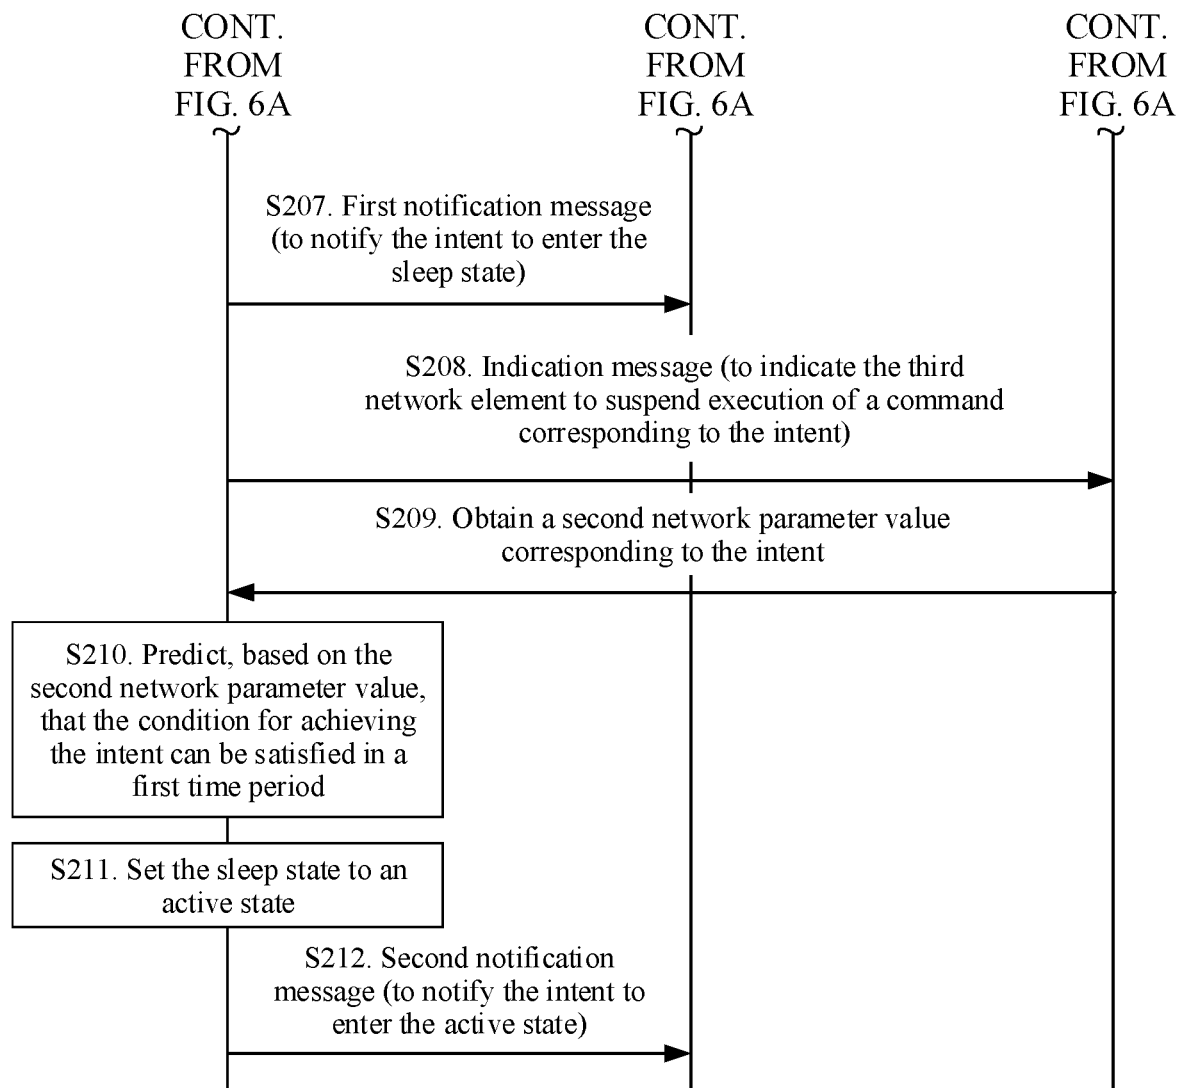 CONT.
FROM
FIG. 6A
CONT.
FROM
FIG. 6A
CONT.
FROM
FIG. 6A
S207. First notification message
(to notify the intent to enter the
sleep state)
S208. Indication message (to indicate the third
network element to suspend execution of a command
corresponding to the intent)
S209. Obtain a second network parameter value
corresponding to the intent
S210. Predict, based on the
second network parameter value,
that the condition for achieving
the intent can be satisfied in a
first time period
S211. Set the sleep state to an
active state
S212. Second notification
message (to notify the intent to
enter the active state)